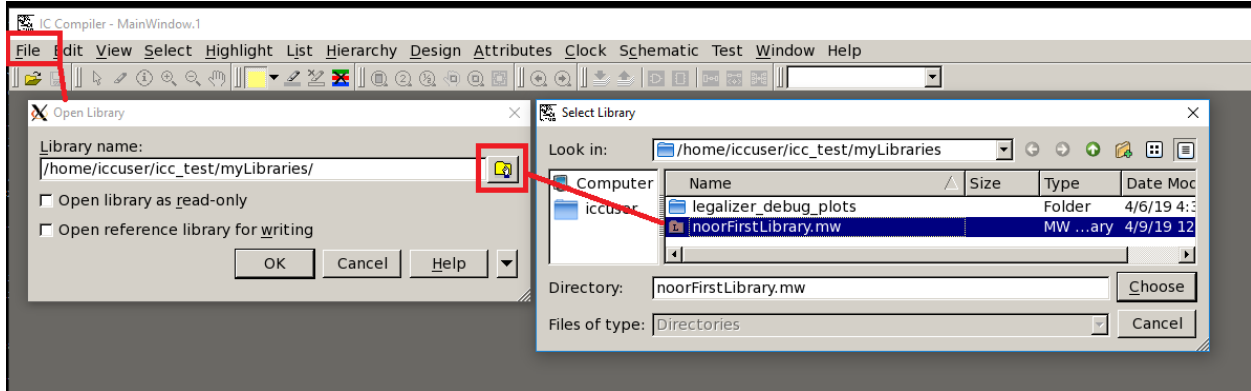 IC Compiler - MainWindow.1
File Edit View Select Highlight List Hierarchy Design Attributes Clock Schematic Test Window Help
Open Library
Library name:
/home/iccuser/icc_test/myLibraries/
Open library as read-only
Open reference library for writing
OK Cancel Help
Select Library
Look in: /home/iccuser/icc_test/myLibraries
Computer
iccuser
Name Size Type Date Moc
legalizer_debug_plots Folder 4/6/19 4:3
noorFirstLibrary.mw MW ...ary 4/9/19 12
Directory: noorFirstLibrary.mw Choose
Files of type: Directories Cancel